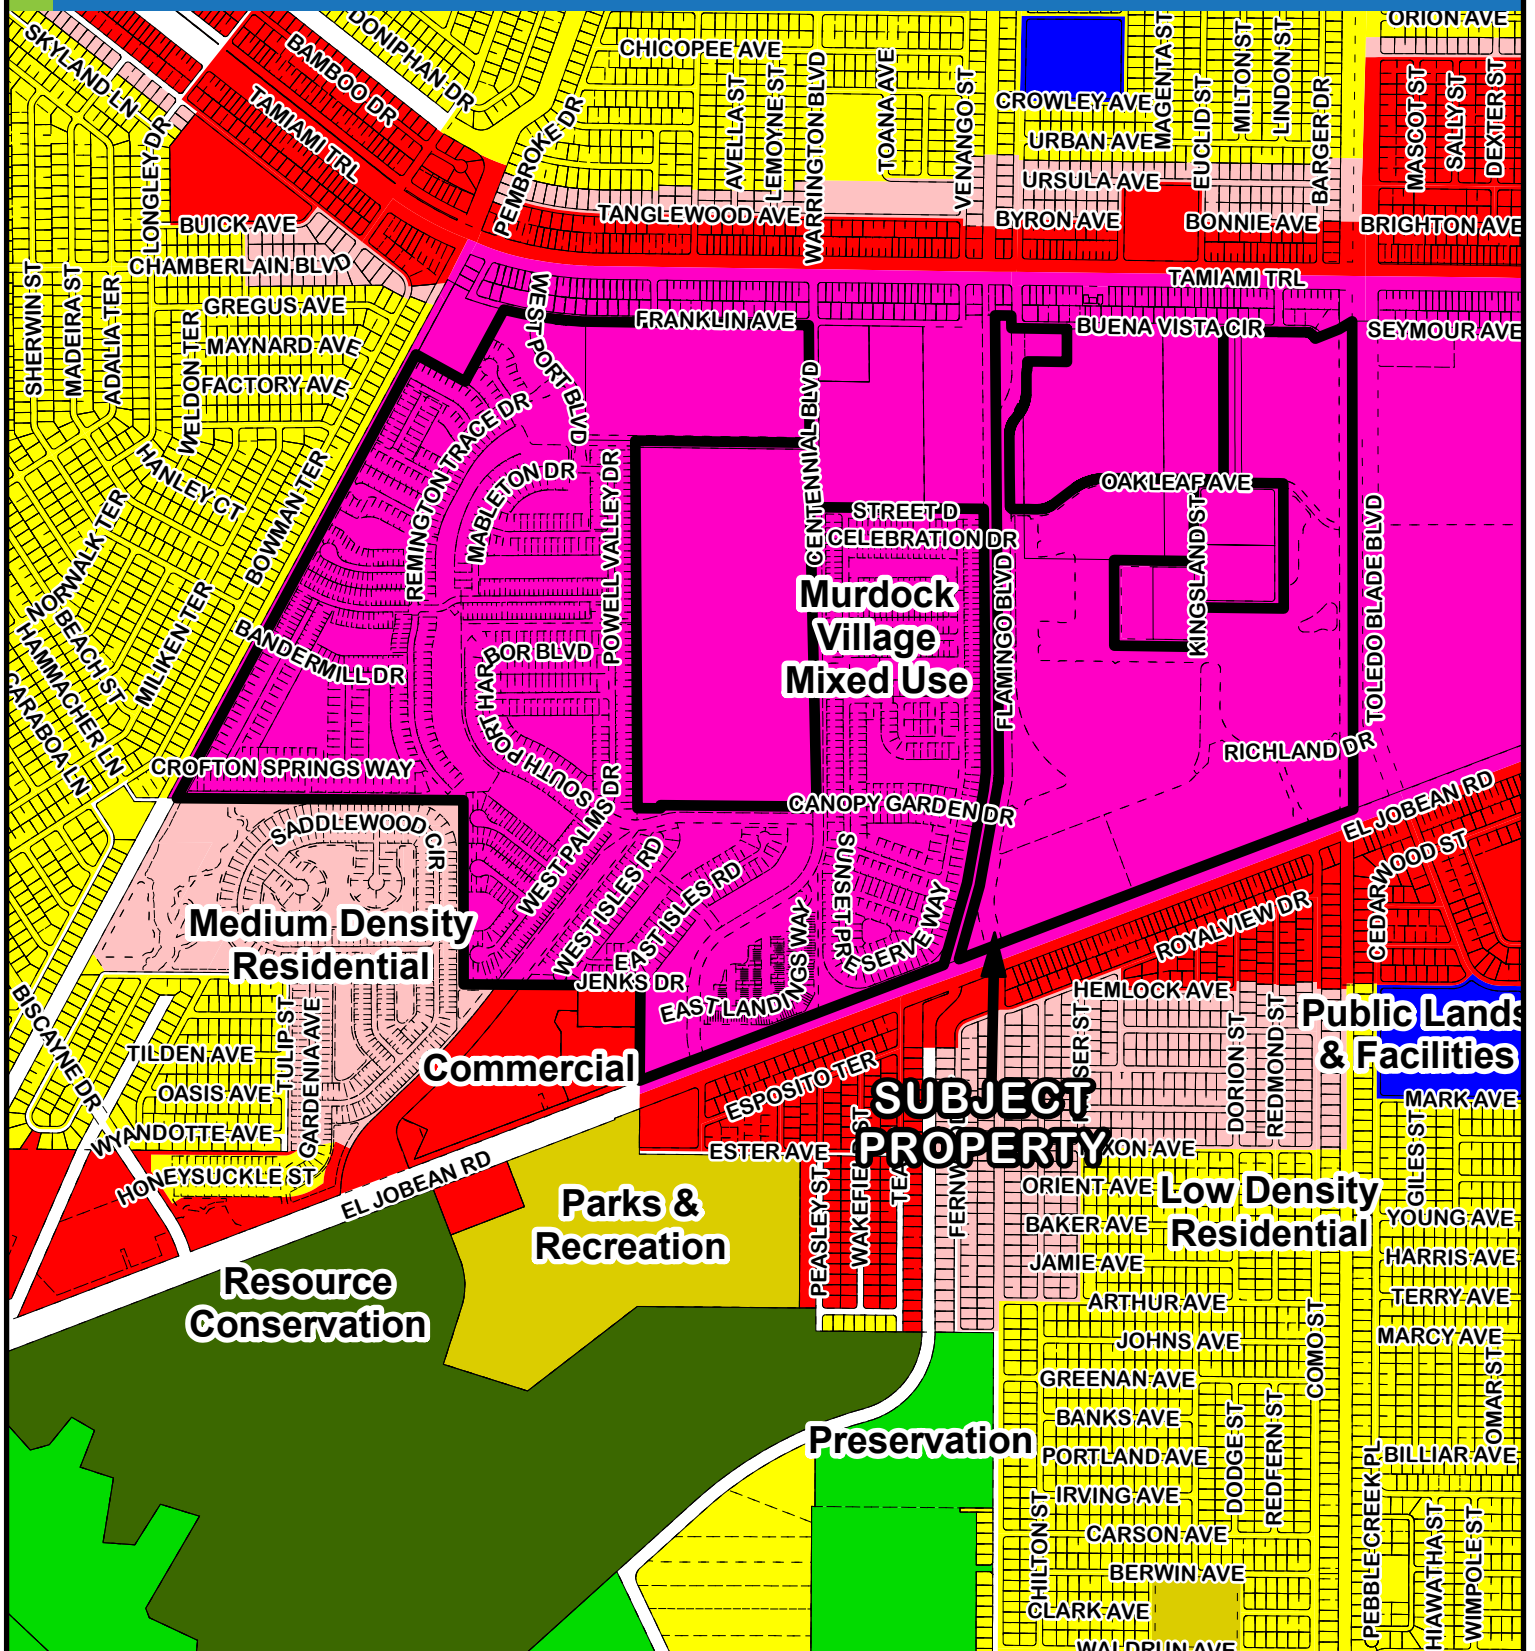 ORION AVE
SKYLAND LN
BAMBOO DR
DONIPHAN DR
CHICOPEE AVE
AVELLA ST
LEMOYNE ST
WARRINGTON BLVD
TOANA AVE
VENANGO ST
CROWLEY AVE
MAGENTA ST
EUCLID ST
MILTON ST
LINDON ST
BARGER DR
MASCOT ST
SALLY ST
DEXTER ST
TAMIAMI TRL
LONGLEY DR
PEMBROKE DR
URBAN AVE
URSULA AVE
BUICK AVE
TANGLEWOOD AVE
BYRON AVE
BONNIE AVE
BRIGHTON AVE
CHAMBERLAIN BLVD
TAMIAMI TRL
SHERWIN ST
MADEIRA ST
ADALIA TER
WELDON TER
GREGUS AVE
MAYNARD AVE
FACTORY AVE
WEST PORT BLVD
FRANKLIN AVE
BUENA VISTA CIR
SEYMOUR AVE
CENTENNIAL BLVD
REMINGTON TRACE DR
MABLETON DR
POWELL VALLEY DR
HANLEY CT
BOWMAN TER
NORWALK TER
OAKLEAF AVE
STREET D
CELEBRATION DR
FLAMINGO BLVD
KINGSLAND ST
TOLEDO BLADE BLVD
Murdock
Village
Mixed Use
BEACH ST
HAMMACHER LN
CARABOA LN
MILIKEN TER
BANDERMILL DR
SOUTH PORT HARBOR BLVD
RICHLAND DR
CROFTON SPRINGS WAY
WEST PALMS DR
CANOPY GARDEN DR
EL JOBEAN RD
SADDLEWOOD CIR
WEST ISLES RD
EAST ISLES RD
SUNSET PRESERVE WAY
CEDARWOOD ST
ROYALVIEW DR
Medium Density
Residential
JENKS DR
EAST LANDINGS WAY
HEMLOCK AVE
BISCAYNE DR
TULIP ST
GARDENIA AVE
DORION ST
REDMOND ST
Public Lands
& Facilities
TILDEN AVE
OASIS AVE
WYANDOTTE AVE
HONEYSUCKLE ST
Commercial
ESPOSITO TER
SUBJECT
PROPERTY
MARK AVE
ESTER AVE
EL JOBEAN RD
PEASLEY ST
GILES ST
Parks &
Recreation
ORIENT AVE
Low Density
Residential
BAKER AVE
YOUNG AVE
JAMIE AVE
HARRIS AVE
Resource
Conservation
ARTHUR AVE
TERRY AVE
JOHNS AVE
COMO ST
MARCY AVE
OMAR ST
GREENAN AVE
BANKS AVE
Preservation
PORTLAND AVE
DODGE ST
REDFERN ST
BILLIAR AVE
IRVING AVE
HILTON ST
CARSON AVE
PEBBLE CREEK PL
HIAWATHA ST
WIMPOLE ST
BERWIN AVE
CLARK AVE
WALDRUN AVE